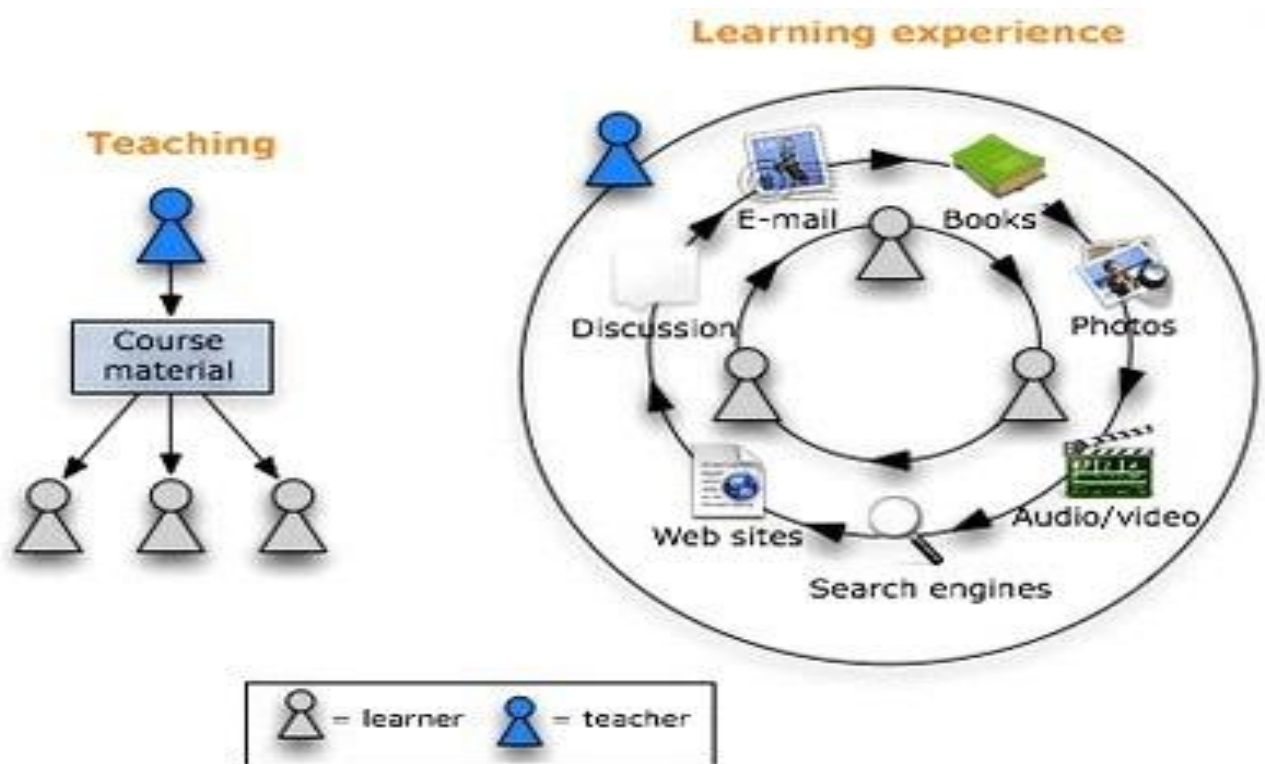 Learning experience
Teaching
Course
material
E-mail
Books
Discussion
Photos
Audio/video
Web sites
Search engines
= learner
= teacher